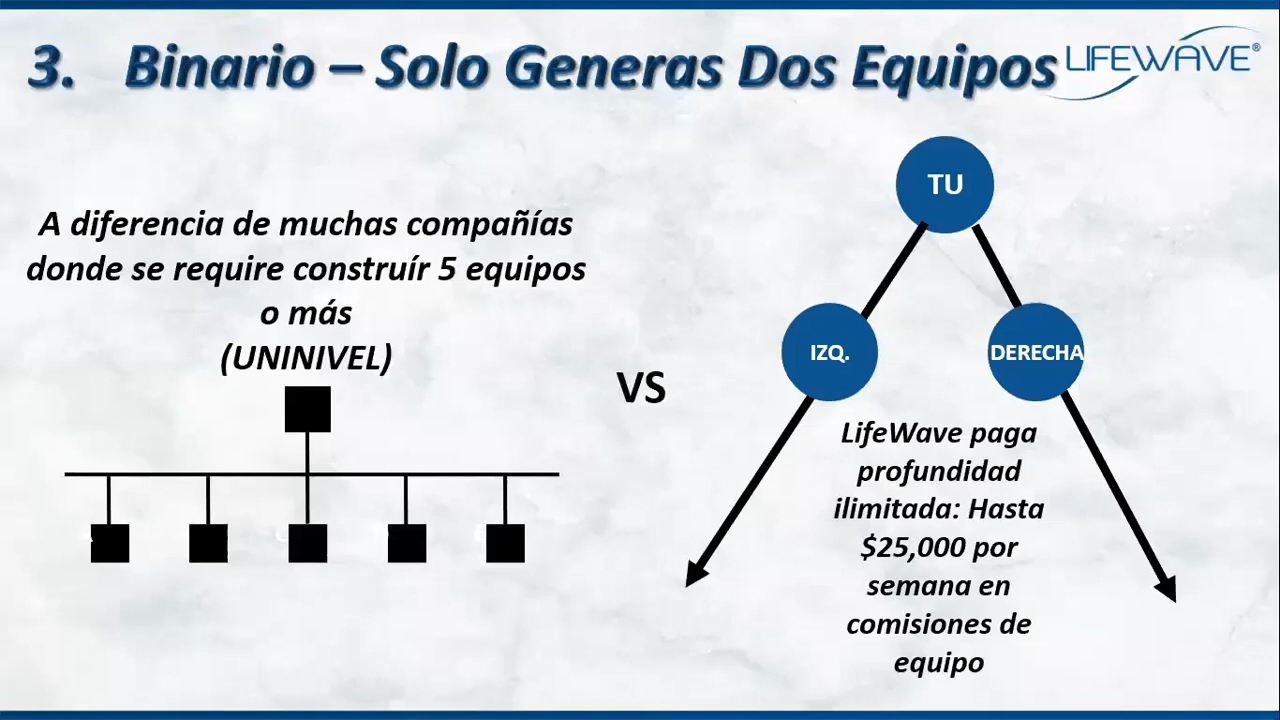 3. Binario – Solo Generas Dos Equipos
LIFEWAVE®
A diferencia de muchas compañías
donde se require construír 5 equipos
o más
(UNINIVEL)
VS
TU
IZQ.
DERECHA
LifeWave paga
profundidad
ilimitada: Hasta
$25,000 por
semana en
comisiones de
equipo